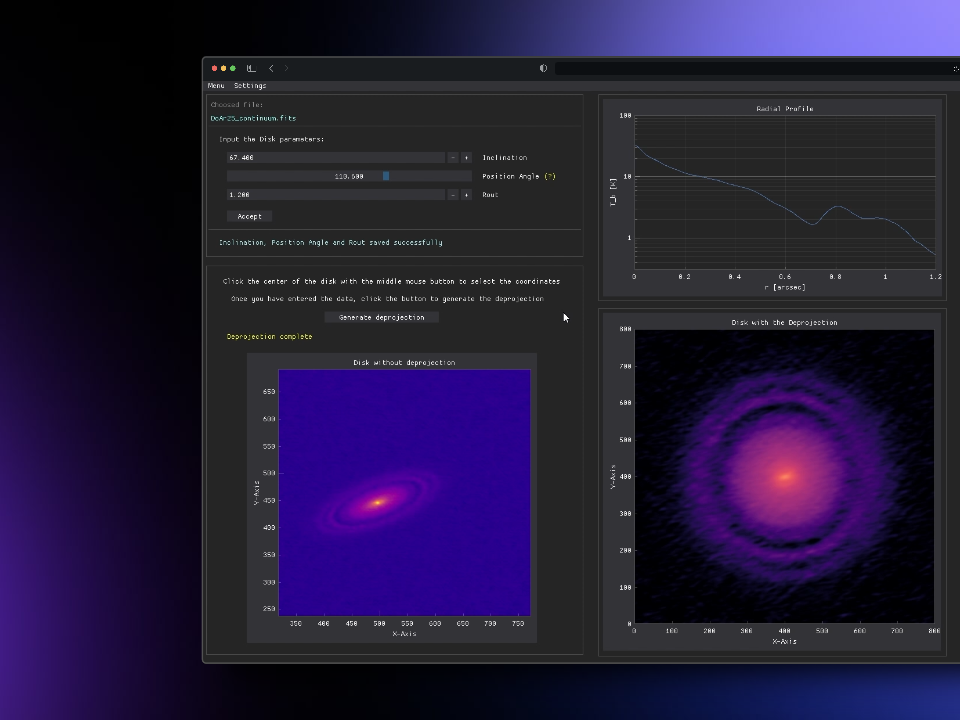 Menu Settings
Choosed file:
DoAr25_continuum.fits
Input the Disk parameters:
67.400 - + Inclination
110.600 Position Angle (?)
1.200 - + Rout
Accept
Inclination, Position Angle and Rout saved successfully
Click the center of the disk with the middle mouse button to select the coordinates
Once you have entered the data, click the button to generate the deprojection
Generate deprojection
Deprojection complete
Disk without deprojection
Y-Axis
650
600
550
500
450
400
350
300
250
350 400 450 500 550 600 650 700 750
X-Axis
Radial Profile
T_b [K]
100
10
1
0 0.2 0.4 0.6 0.8 1 1.2
r [arcsec]
Disk with the Deprojection
Y-Axis
800
700
600
500
400
300
200
100
0
0 100 200 300 400 500 600 700 800
X-Axis